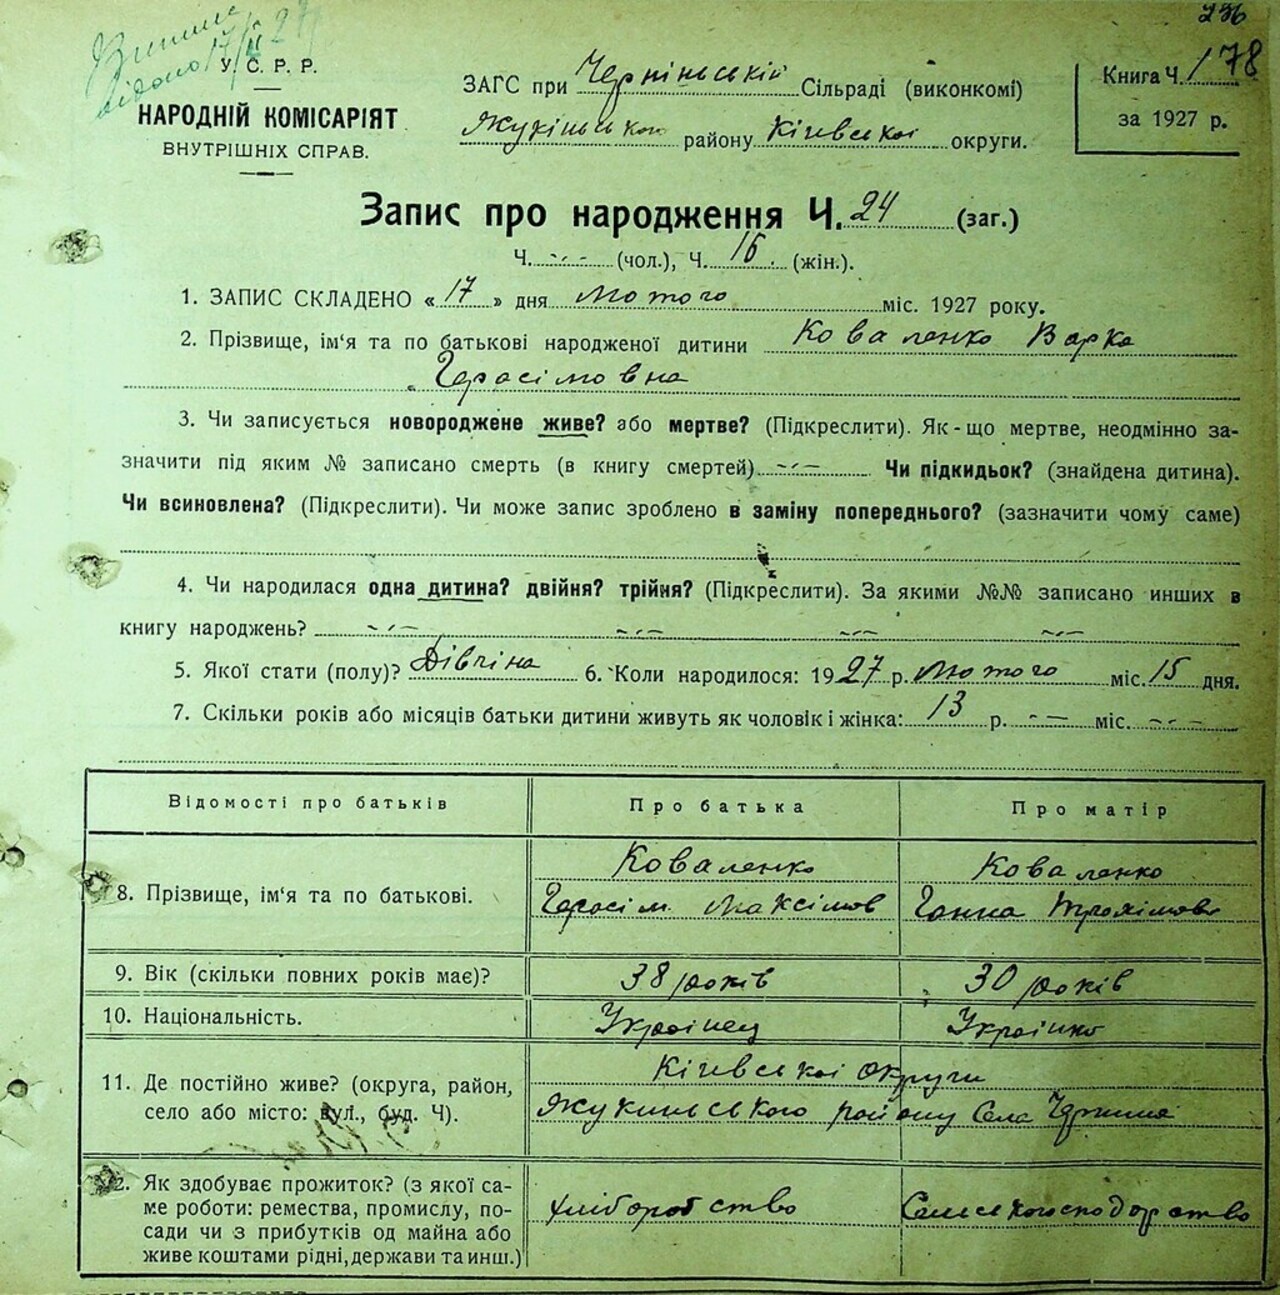 236
У. С. Р. Р.
НАРОДНІЙ КОМІСАРІЯТ
ВНУТРІШНІХ СПРАВ.
ЗАГС при Чернінській Сільраді (виконкомі)
Жукінського району Київської округи.
Книга Ч. 178
за 1927 р.
Запис про народження Ч. 24 (заг.)
Ч. (чол.), Ч. 16 (жін.).
1. ЗАПИС СКЛАДЕНО « 17 » дня Лютого міс. 1927 року.
2. Прізвище, ім'я та по батькові народженої дитини Коваленко Варка
Герасімовна
3. Чи записується новороджене живе? або мертве? (Підкреслити). Як-що мертве, неодмінно за-
значити під яким № записано смерть (в книгу смертей) Чи підкидьок? (знайдена дитина).
Чи всиновлена? (Підкреслити). Чи може запис зроблено в заміну попереднього? (зазначити чому саме)
4. Чи народилася одна дитина? двійня? трійня? (Підкреслити). За якими №№ записано инших в
книгу народжень?
5. Якої стати (полу)? Дівчіна 6. Коли народилося: 1927 р. Лютого міс. 15 дня.
7. Скільки років або місяців батьки дитини живуть як чоловік і жінка: 13 р. міс.
Відомості про батьків Про батька Про матір
8. Прізвище, ім'я та по батькові. Коваленко Герасім Максімов Коваленко Ганна Трохімовн
9. Вік (скільки повних років має)? 38 років 30 років
10. Національність. Українец Українко
11. Де постійно живе? (округа, район, Київської округи
село або місто: вул., буд. Ч). Жукинського району Села Чернина
12. Як здобуває прожиток? (з якої са-
ме роботи: ремества, промислу, по- хліборобство Сельськогосподорство
сади чи з прибутків од майна або
живе коштами рідні, держави та инш.)